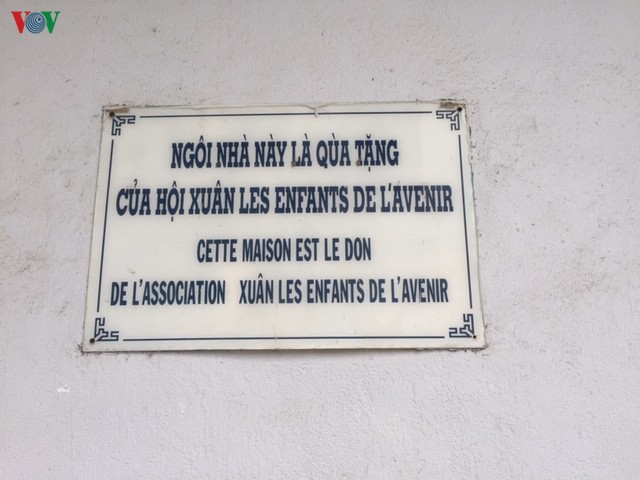 VOV
NGÔI NHÀ NÀY LÀ QÙA TẶNG
CỦA HỘI XUÂN LES ENFANTS DE L'AVENIR
CETTE MAISON EST LE DON
DE L'ASSOCIATION XUÂN LES ENFANTS DE L'AVENIR